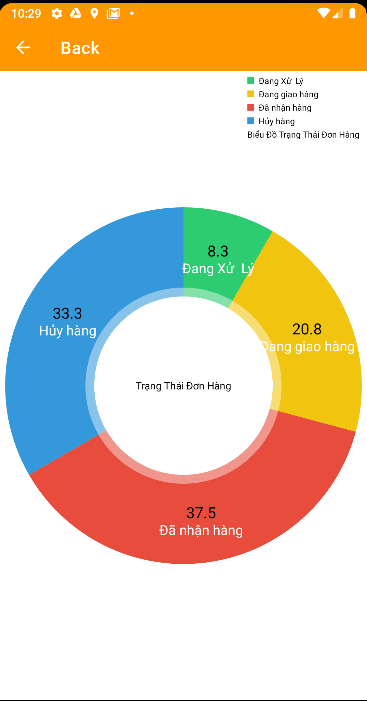 10:29
Back
Đang Xử Lý
Đang giao hàng
Đã nhận hàng
Hủy hàng
Biểu Đồ Trạng Thái Đơn Hàng
8.3
Đang Xử Lý
33.3
Hủy hàng
20.8
Đang giao hàng
Trạng Thái Đơn Hàng
37.5
Đã nhận hàng